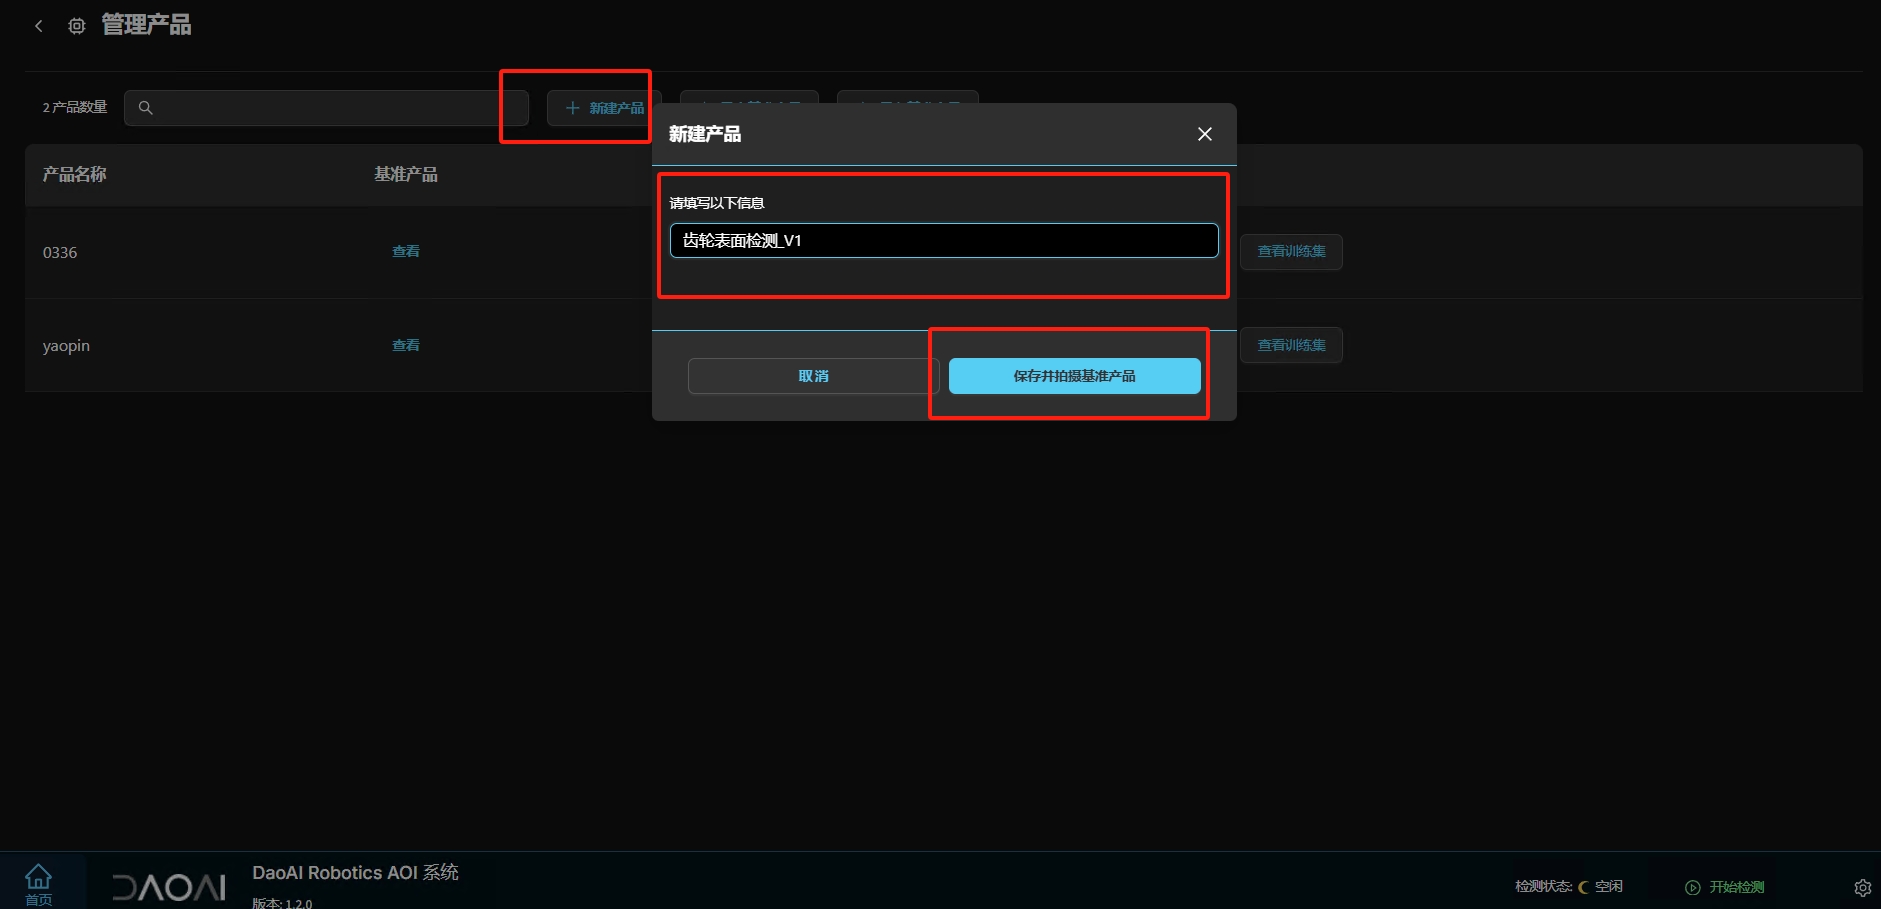 管理产品
2 产品数量
新建产品
产品名称
基准产品
0336
查看
查看训练集
yaopin
查看
查看训练集
新建产品
请填写以下信息
齿轮表面检测_V1
取消
保存并拍摄基准产品
首页
DAOAI
DaoAI Robotics AOI 系统
版本: 1.2.0
检测状态: 空闲
开始检测